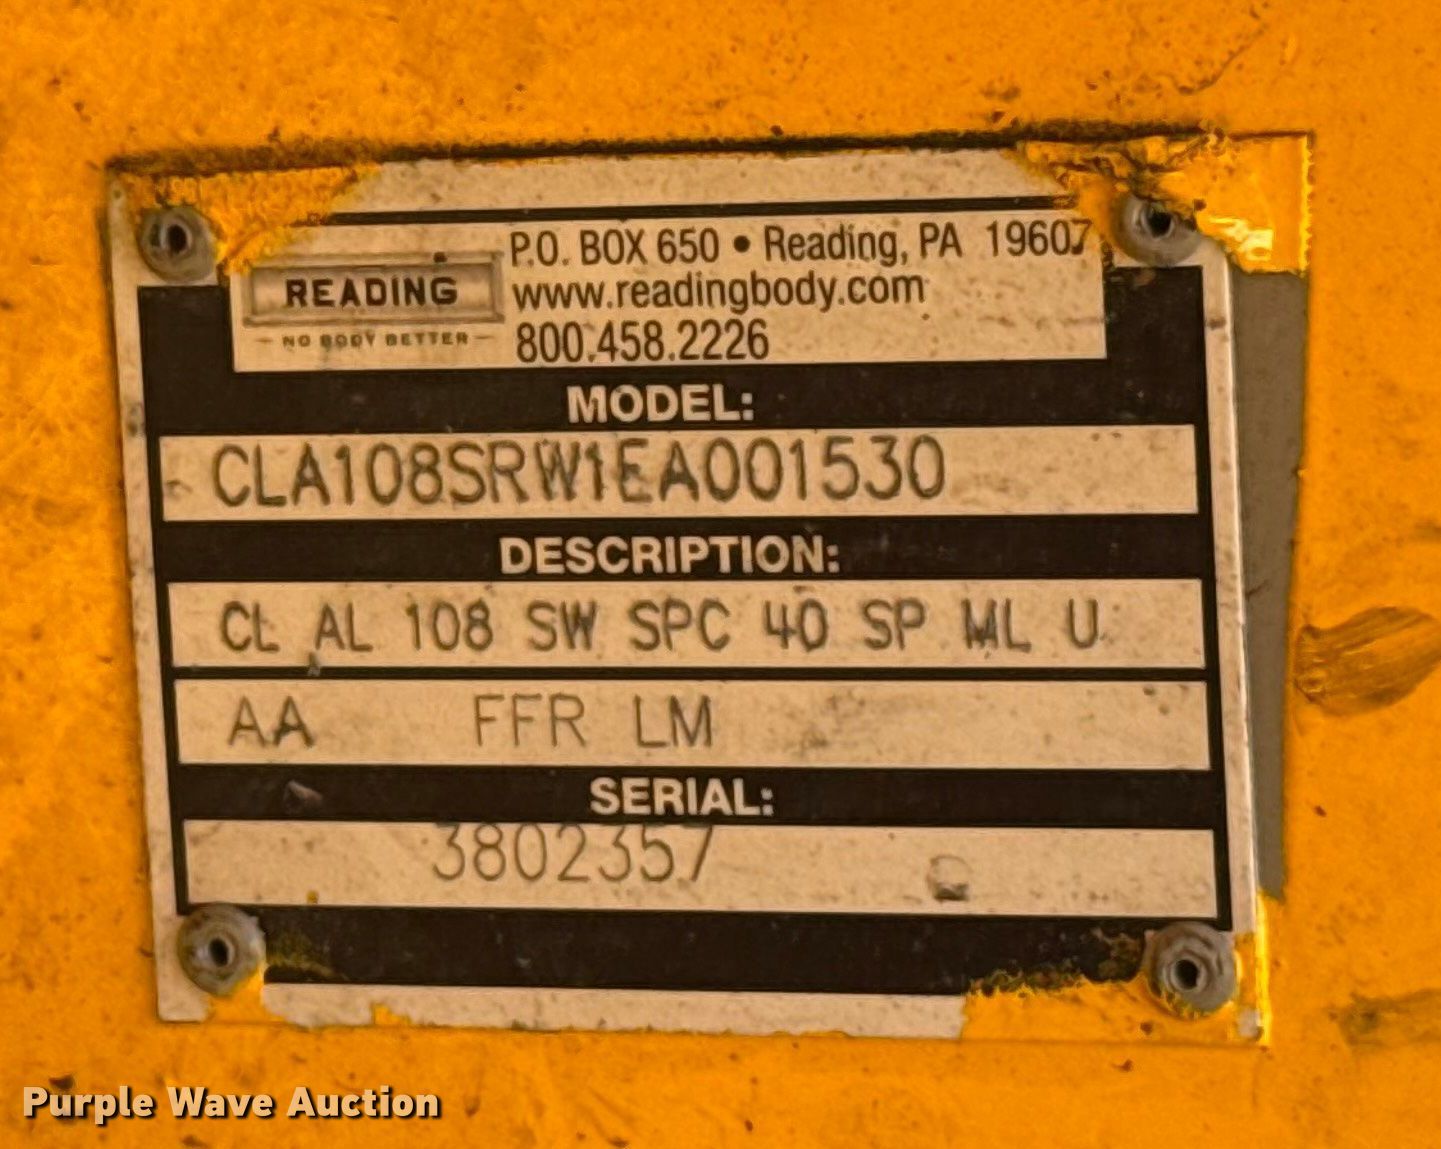 READING
NO BODY BETTER
P.O. BOX 650 • Reading, PA 19607
www.readingbody.com
800.458.2226
MODEL:
CLA108SRW1EA001530
DESCRIPTION:
CL AL 108 SW SPC 40 SP ML U
AA FFR LM
SERIAL:
3802357
Purple Wave Auction